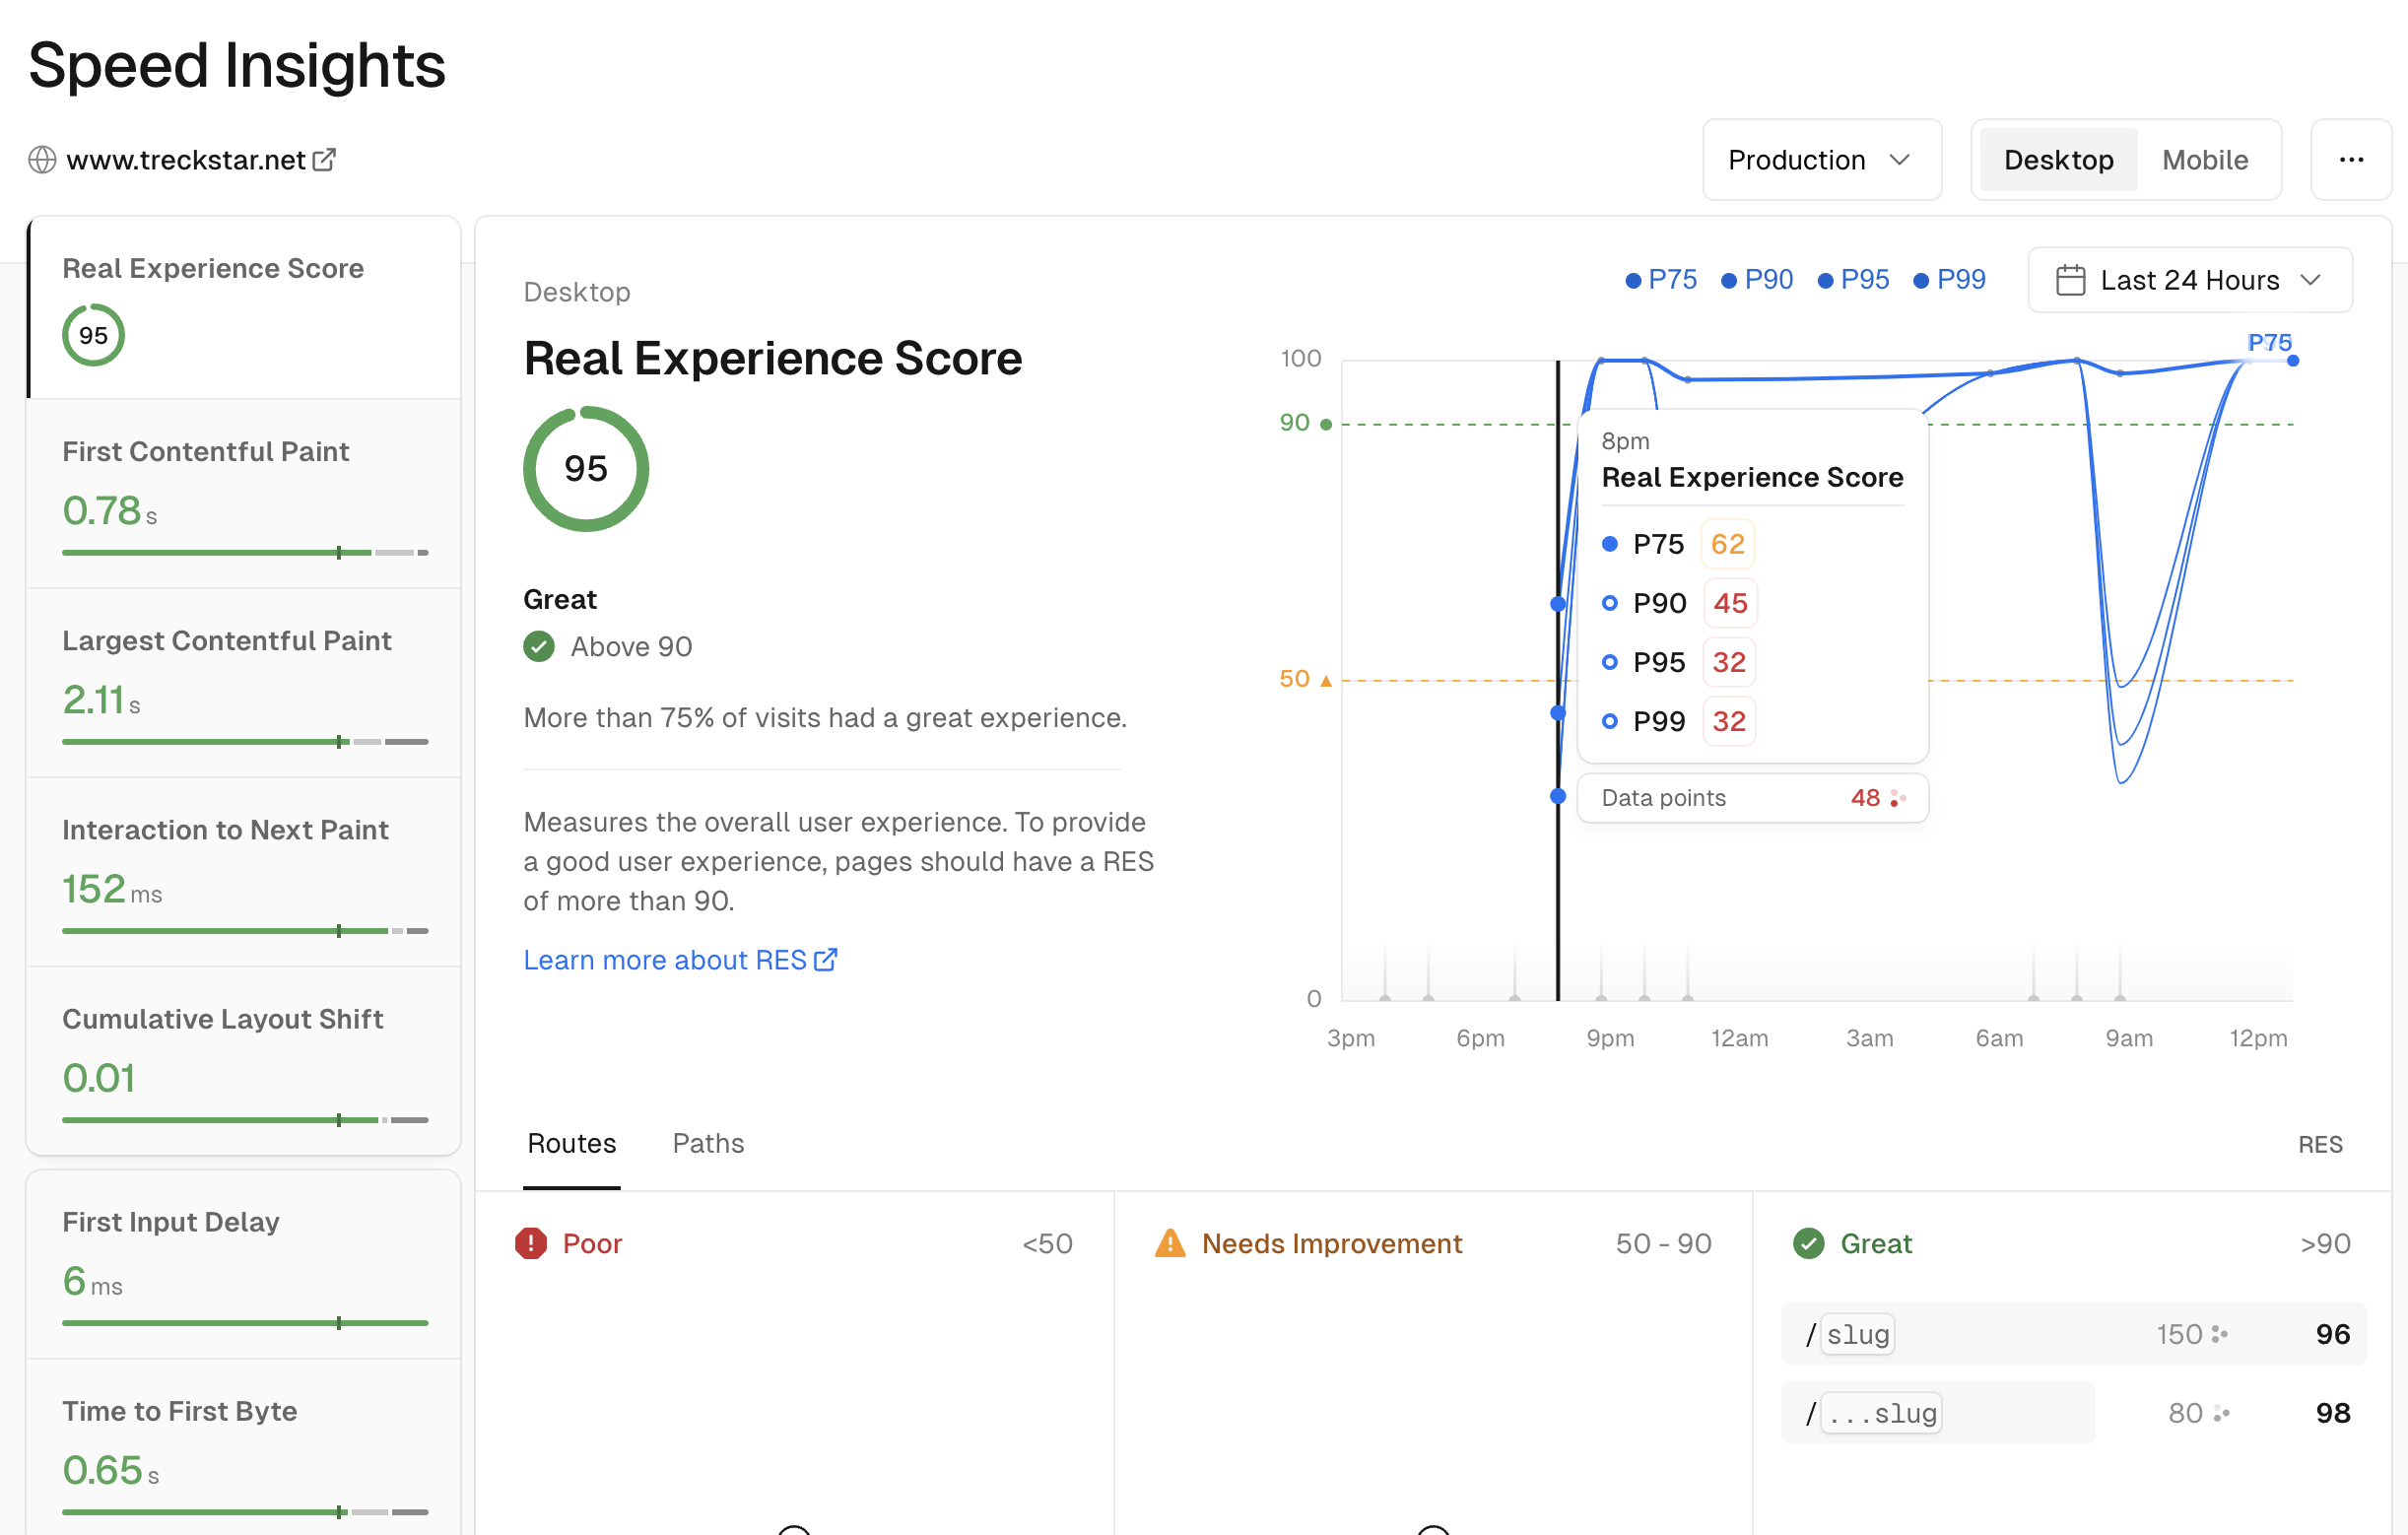 Speed Insights
www.treckstar.net
Production
Desktop Mobile
...
Real Experience Score
95
First Contentful Paint
0.78 s
Largest Contentful Paint
2.11 s
Interaction to Next Paint
152 ms
Cumulative Layout Shift
0.01
First Input Delay
6 ms
Time to First Byte
0.65 s
Desktop
Real Experience Score
95
Great
Above 90
More than 75% of visits had a great experience.
Measures the overall user experience. To provide
a good user experience, pages should have a RES
of more than 90.
Learn more about RES
P75 P90 P95 P99
Last 24 Hours
P75
100
90
50
0
8pm
Real Experience Score
P75 62
P90 45
P95 32
P99 32
Data points 48
3pm 6pm 9pm 12am 3am 6am 9am 12pm
Routes Paths RES
Poor <50
Needs Improvement 50 - 90
Great >90
/ slug 150 96
/ ...slug 80 98